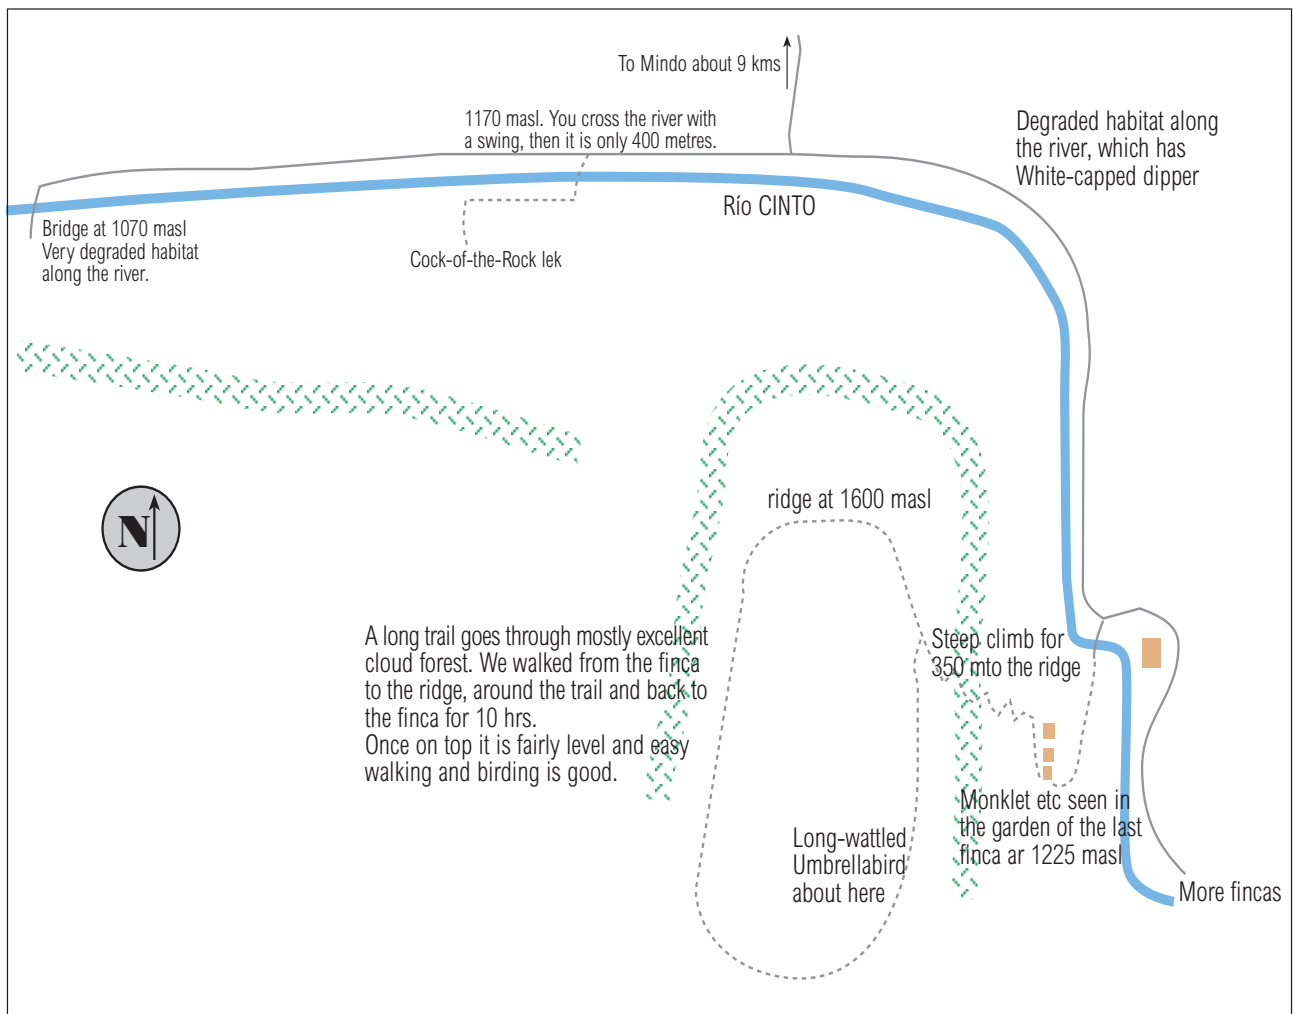 To Mindo about 9 kms
1170 masl. You cross the river with
a swing, then it is only 400 metres.
Degraded habitat along
the river, which has
White-capped dipper
Río CINTO
Bridge at 1070 masl
Very degraded habitat
along the river.
Cock-of-the-Rock lek
N
ridge at 1600 masl
A long trail goes through mostly excellent
cloud forest. We walked from the finca
to the ridge, around the trail and back to
the finca for 10 hrs.
Once on top it is fairly level and easy
walking and birding is good.
Steep climb for
350 mto the ridge
Monklet etc seen in
the garden of the last
finca ar 1225 masl
Long-wattled
Umbrellabird
about here
More fincas